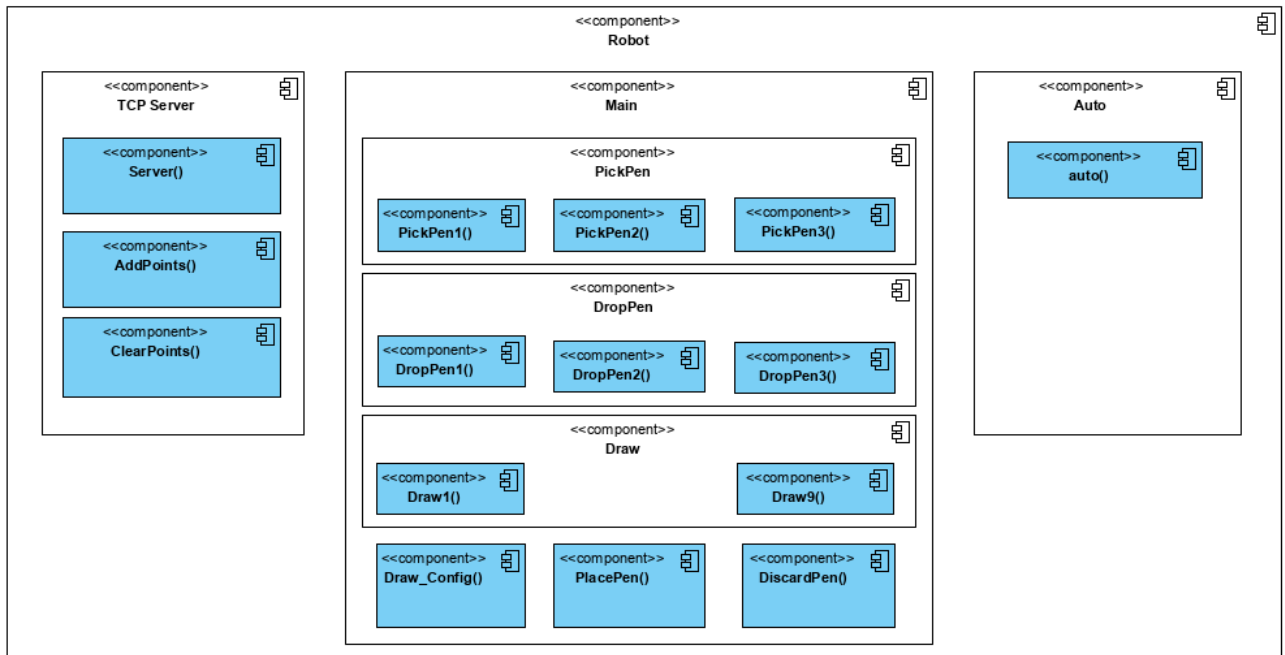 <<component>>
Robot
<<component>>
TCP Server
<<component>>
Server()
<<component>>
AddPoints()
<<component>>
ClearPoints()
<<component>>
Main
<<component>>
PickPen
<<component>>
PickPen1()
<<component>>
PickPen2()
<<component>>
PickPen3()
<<component>>
DropPen
<<component>>
DropPen1()
<<component>>
DropPen2()
<<component>>
DropPen3()
<<component>>
Draw
<<component>>
Draw1()
<<component>>
Draw9()
<<component>>
Draw_Config()
<<component>>
PlacePen()
<<component>>
DiscardPen()
<<component>>
Auto
<<component>>
auto()